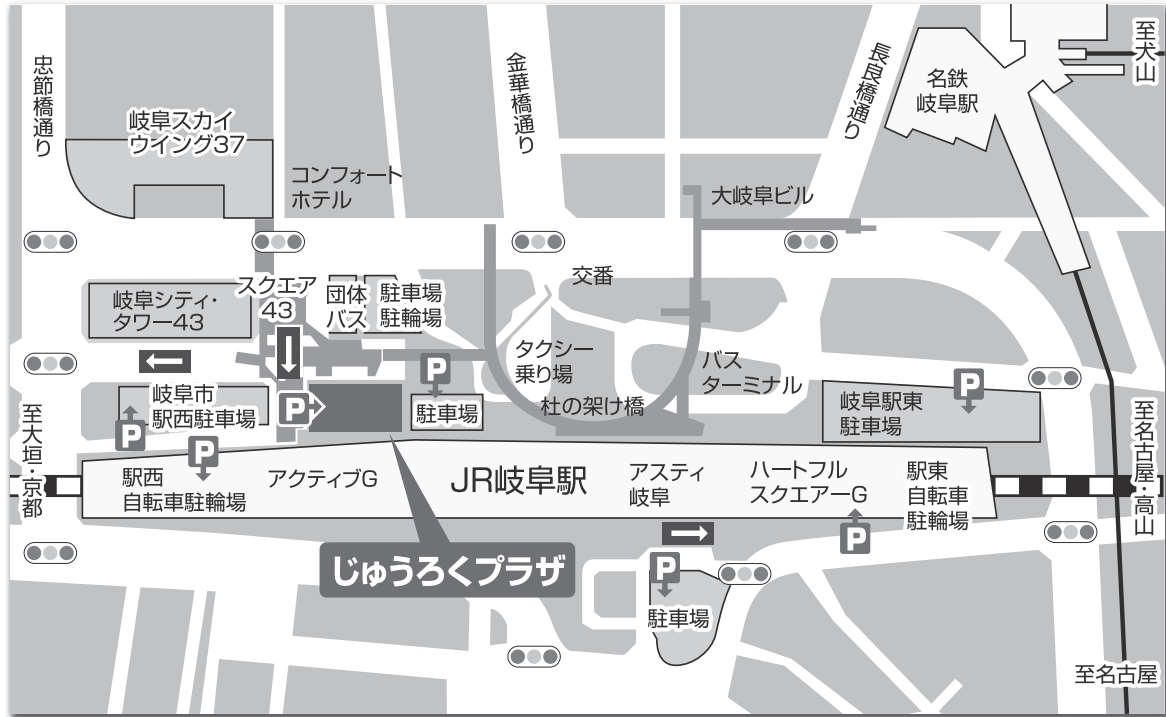 忠節橋通り
金華橋通り
長良橋通り
名鉄
岐阜駅
至犬山
岐阜スカイ
ウイング37
コンフォート
ホテル
大岐阜ビル
交番
スクエア
43
団体
バス
駐車場
駐輪場
岐阜シティ・
タワー43
タクシー
乗り場
バス
ターミナル
杜の架け橋
P
P
岐阜市
駅西駐車場
P
P
P
駐車場
岐阜駅東
駐車場
至大垣・京都
至名古屋・高山
駅西
自転車駐輪場
アクティブG
JR岐阜駅
アスティ
岐阜
ハートフル
スクエアーG
駅東
自転車
駐輪場
P
じゅうろくプラザ
P
駐車場
至名古屋